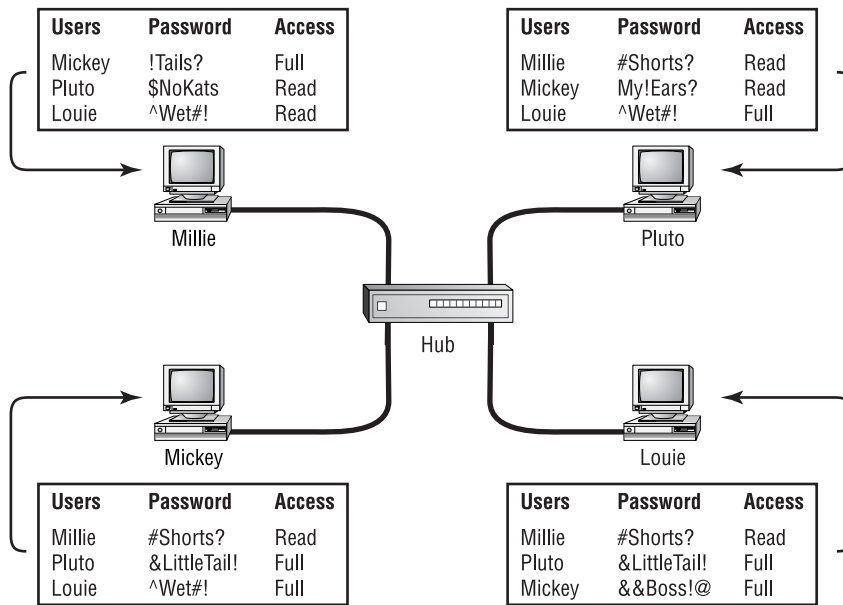 Users Password Access
Mickey !Tails? Full
Pluto $NoKats Read
Louie ^Wet#! Read
Users Password Access
Millie #Shorts? Read
Mickey My!Ears? Read
Louie ^Wet#! Full
Millie
Pluto
Hub
Mickey
Louie
Users Password Access
Millie #Shorts? Read
Pluto &LittleTail! Full
Louie ^Wet#! Full
Users Password Access
Millie #Shorts? Read
Pluto &LittleTail! Full
Mickey &&Boss!@ Full